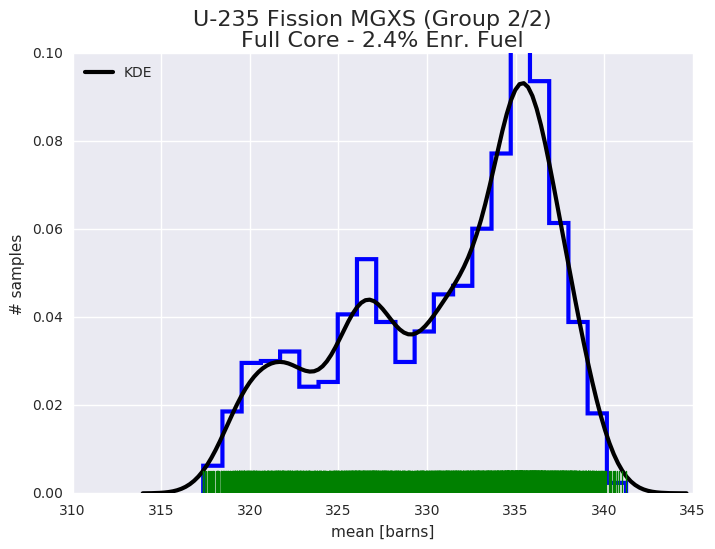 U-235 Fission MGXS (Group 2/2)
Full Core - 2.4% Enr. Fuel
KDE
0.10
0.08
0.06
0.04
0.02
0.00
# samples
310 315 320 325 330 335 340 345
mean [barns]